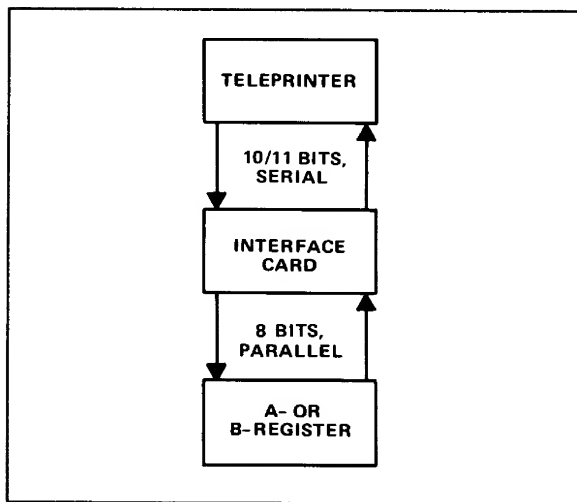 TELEPRINTER
10/11 BITS,
SERIAL
INTERFACE
CARD
8 BITS,
PARALLEL
A- OR
B-REGISTER